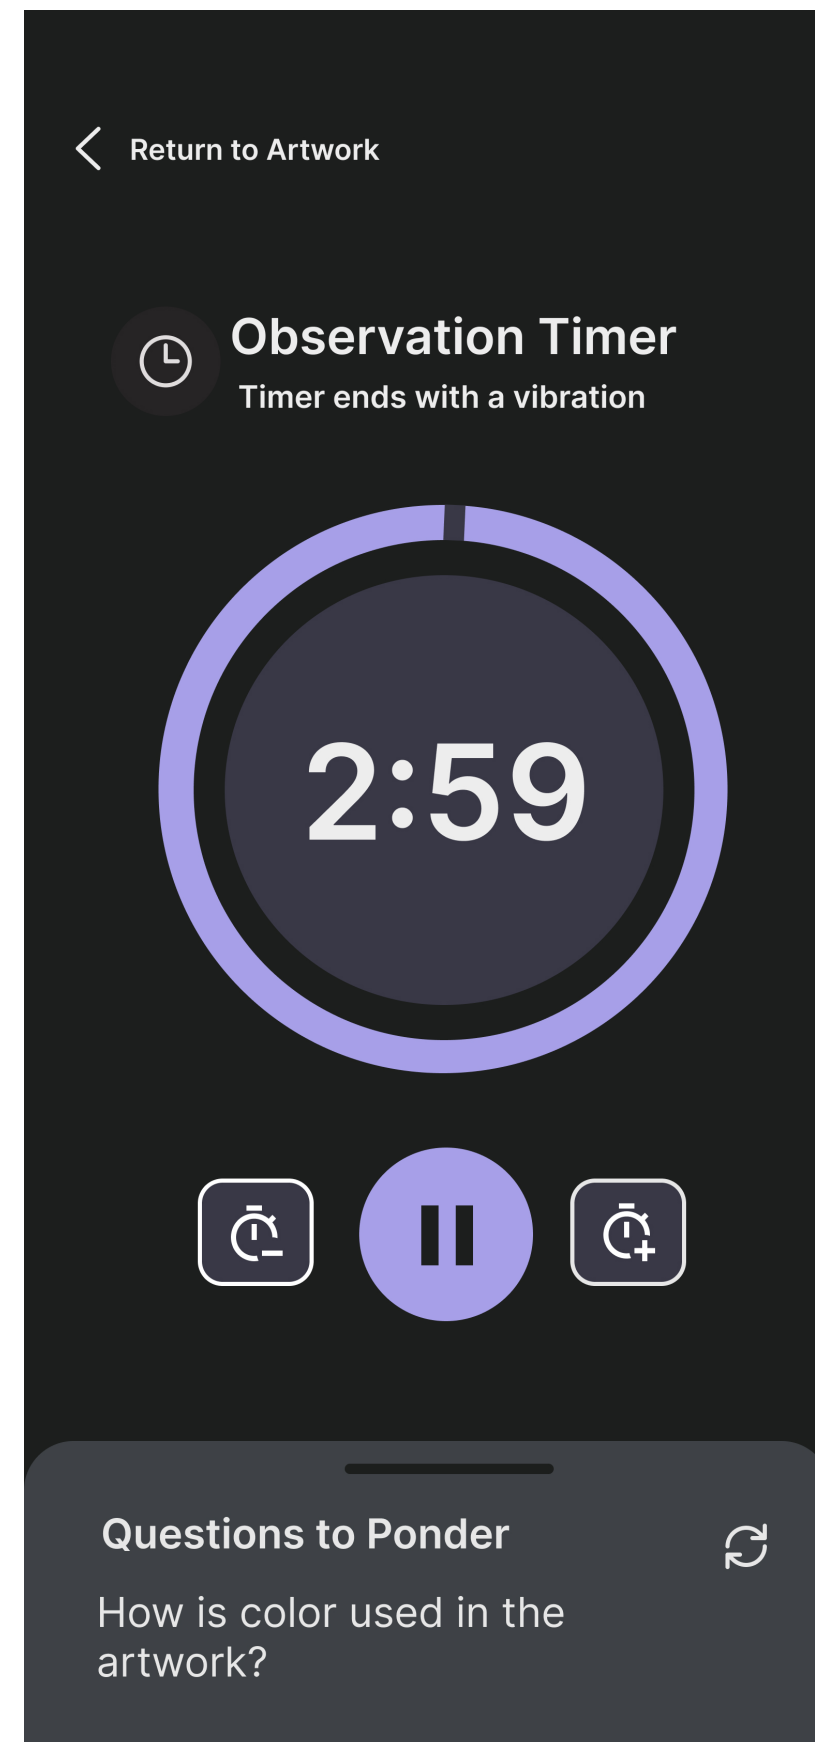 Return to Artwork
Observation Timer
Timer ends with a vibration
2:59
Questions to Ponder
How is color used in the
artwork?